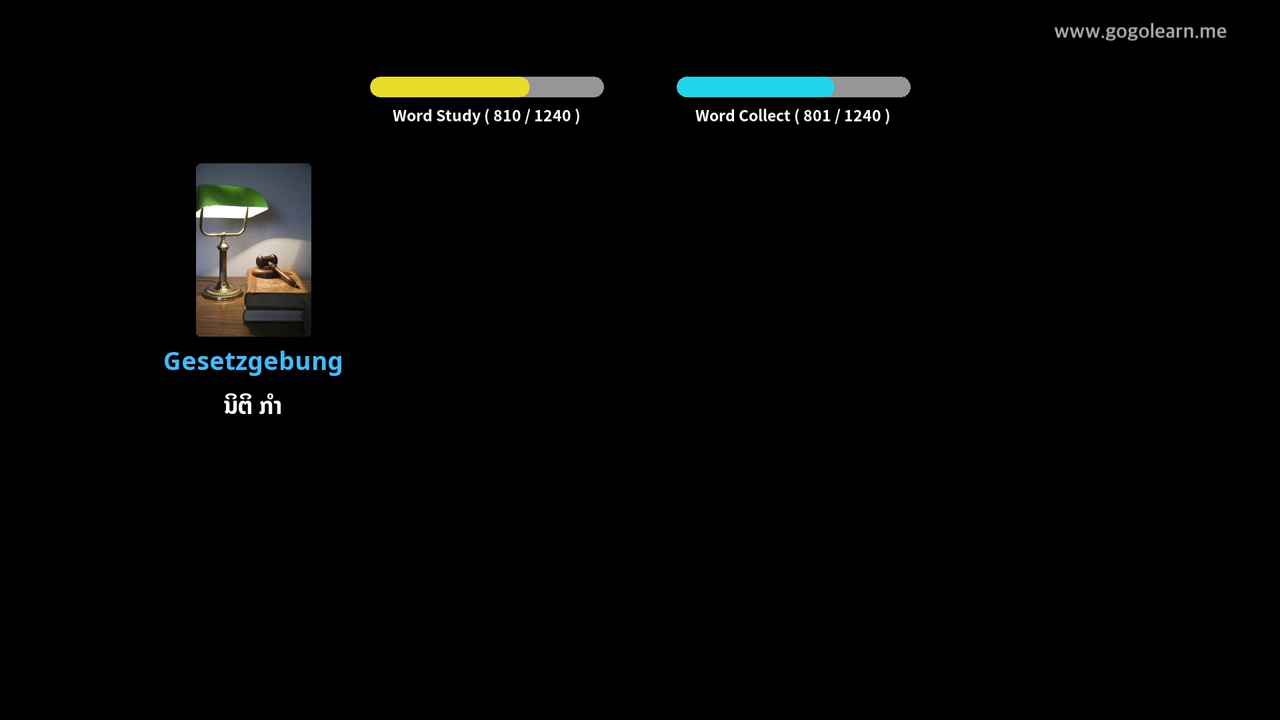 www.gogolearn.me
Word Study ( 810 / 1240 )
Word Collect ( 801 / 1240 )
Gesetzgebung
ນິຕິ ກຳ